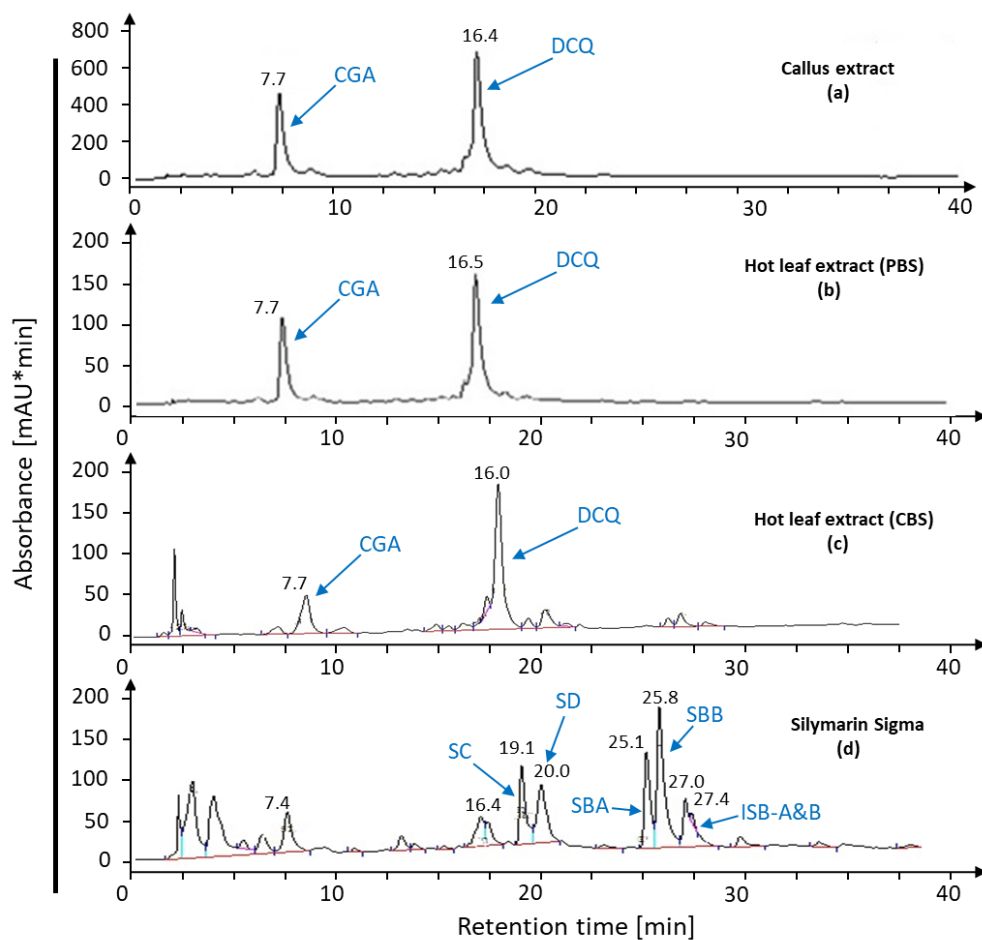 Absorbance [mAU*min]
800
600
400
200
0
7.7
CGA
16.4
DCQ
Callus extract
(a)
0 10 20 30 40
200
150
100
50
0
7.7
CGA
16.5
DCQ
Hot leaf extract (PBS)
(b)
0 10 20 30 40
200
150
100
50
0
7.7
CGA
16.0
DCQ
Hot leaf extract (CBS)
(c)
0 10 20 30 40
200
150
100
50
0
7.4
16.4
SC
19.1
SD
20.0
SBA
25.1
25.8
SBB
27.0
27.4
ISB-A&B
Silymarin Sigma
(d)
0 10 20 30 40
Retention time [min]